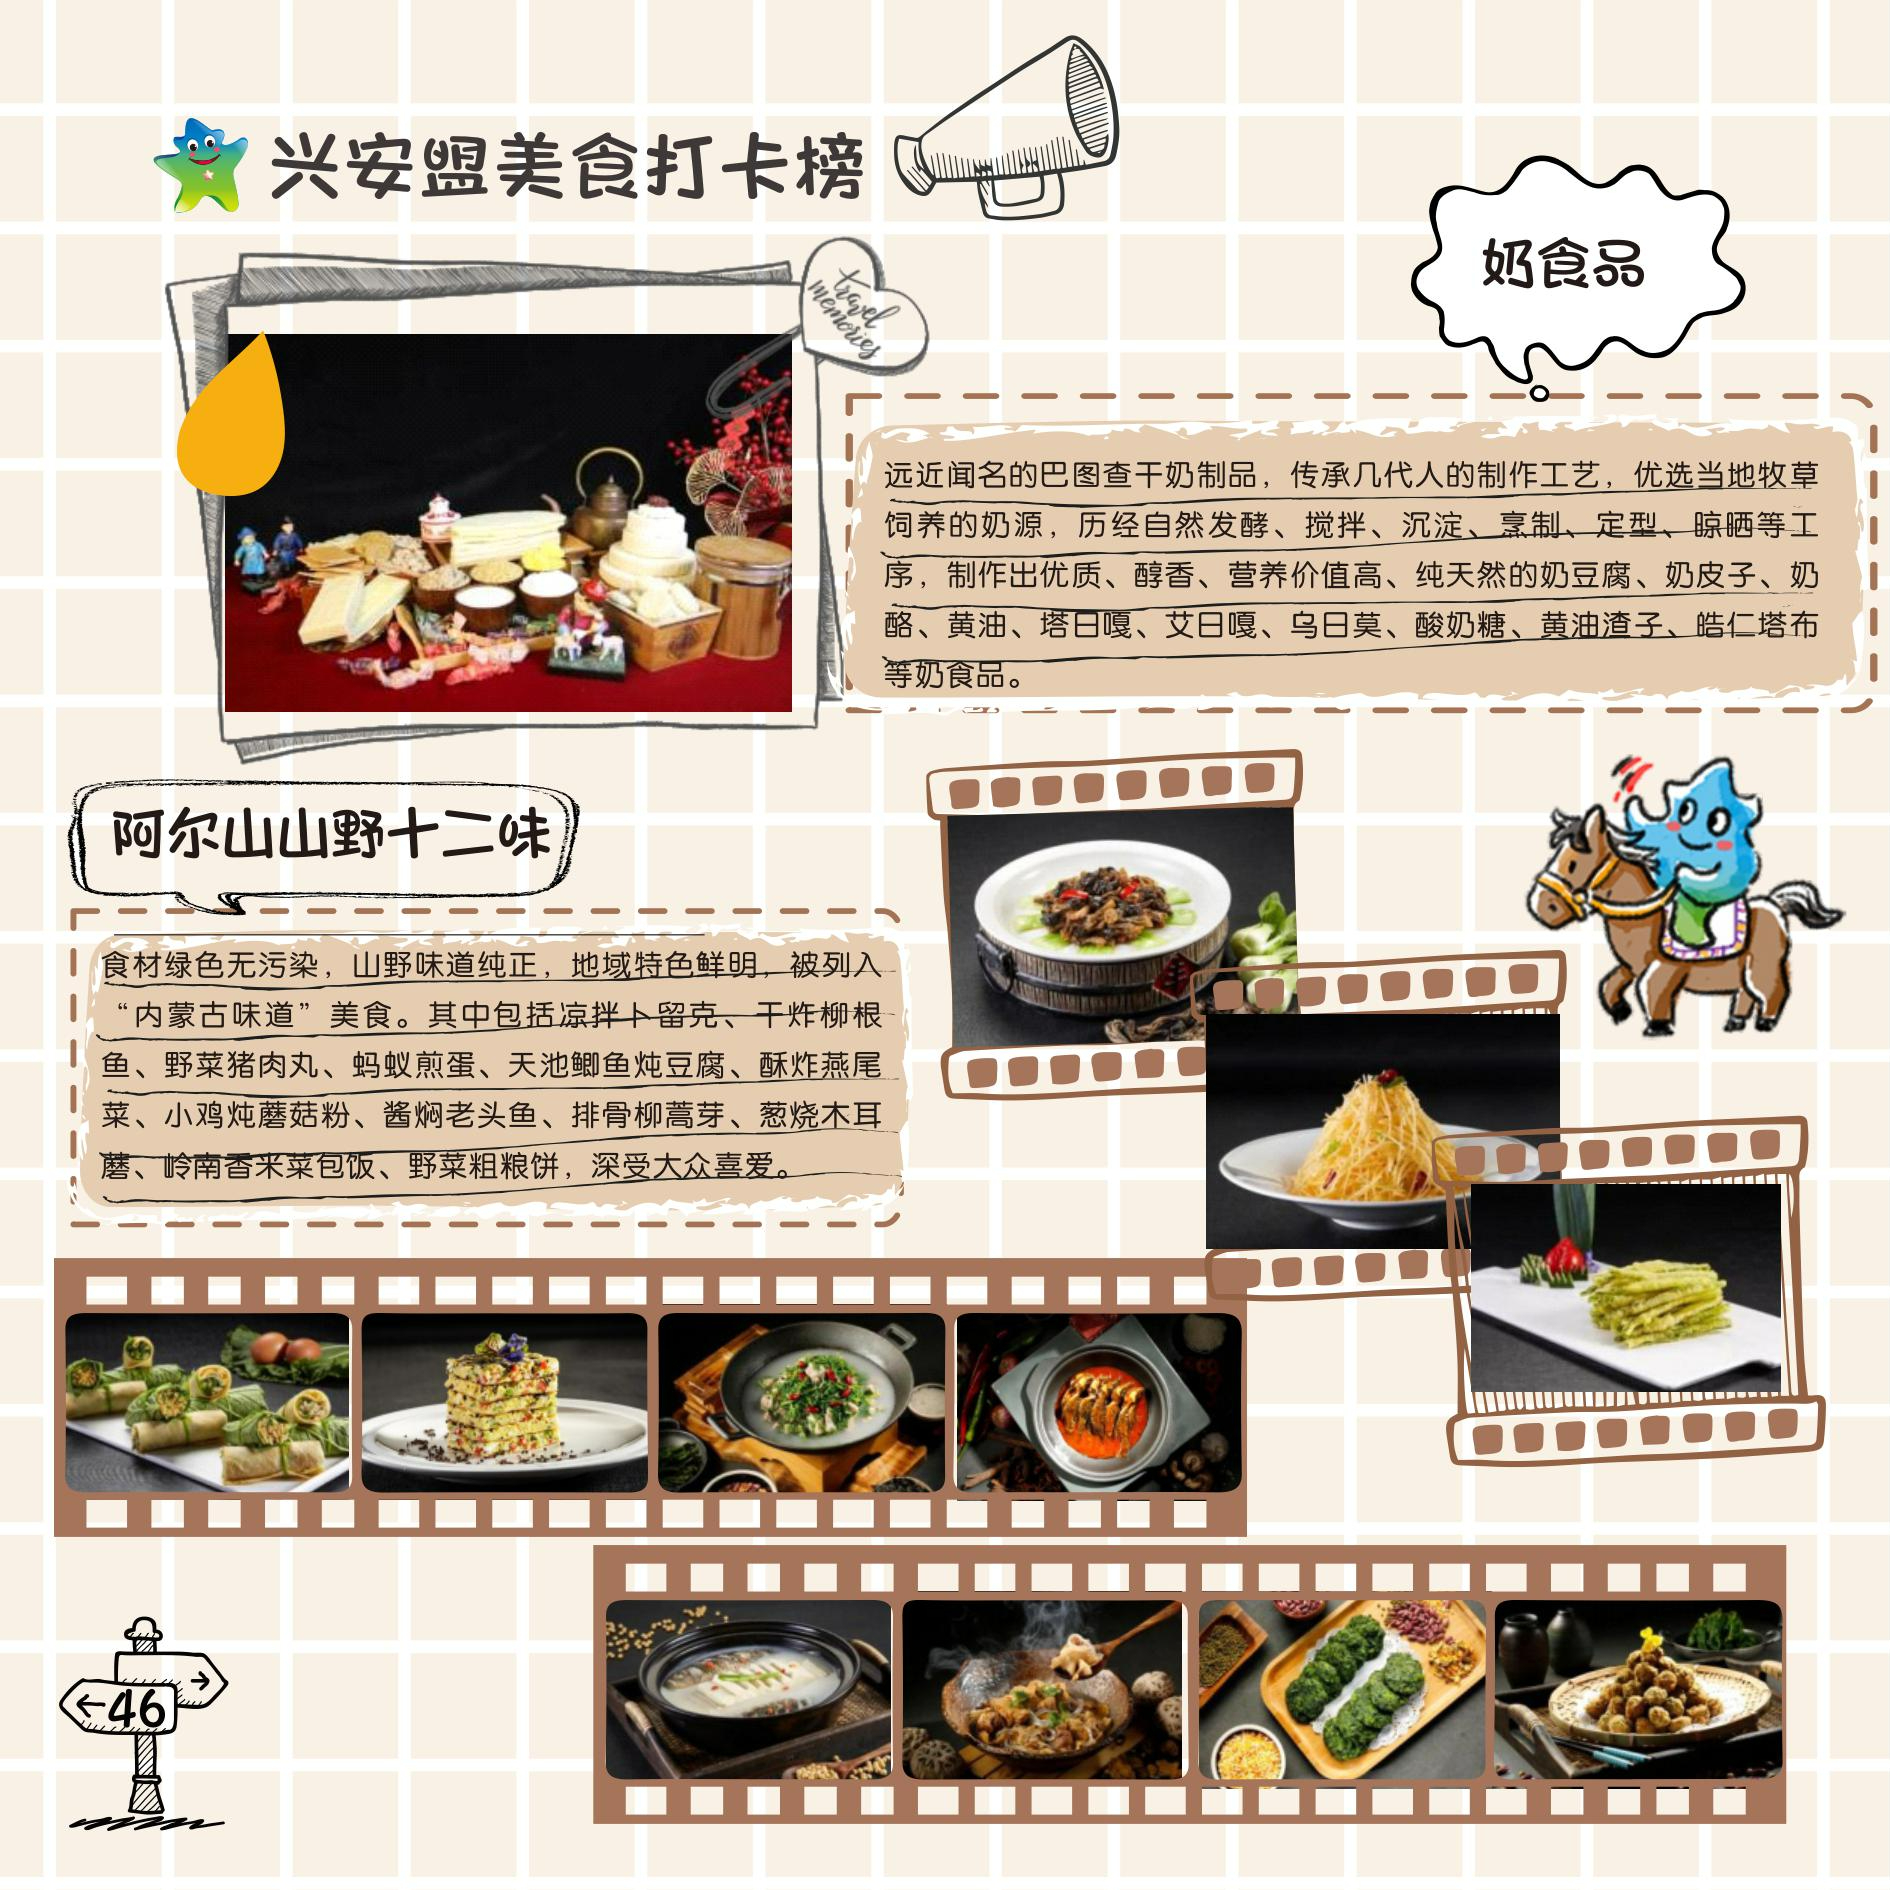 兴安盟美食打卡榜
travel
memories
奶食品
远近闻名的巴图查干奶制品，传承几代人的制作工艺，优选当地牧草
饲养的奶源，历经自然发酵、搅拌、沉淀、烹制、定型、晾晒等工
序，制作出优质、醇香、营养价值高、纯天然的奶豆腐、奶皮子、奶
酪、黄油、塔日嘎、艾日嘎、乌日莫、酸奶糖、黄油渣子、皓仁塔布
等奶食品。
阿尔山山野十二味
食材绿色无污染，山野味道纯正，地域特色鲜明，被列入
“内蒙古味道”美食。其中包括凉拌卜留克、干炸柳根
鱼、野菜猪肉丸、蚂蚁煎蛋、天池鲫鱼炖豆腐、酥炸燕尾
菜、小鸡炖蘑菇粉、酱焖老头鱼、排骨柳蒿芽、葱烧木耳
蘑、岭南香米菜包饭、野菜粗粮饼，深受大众喜爱。
46